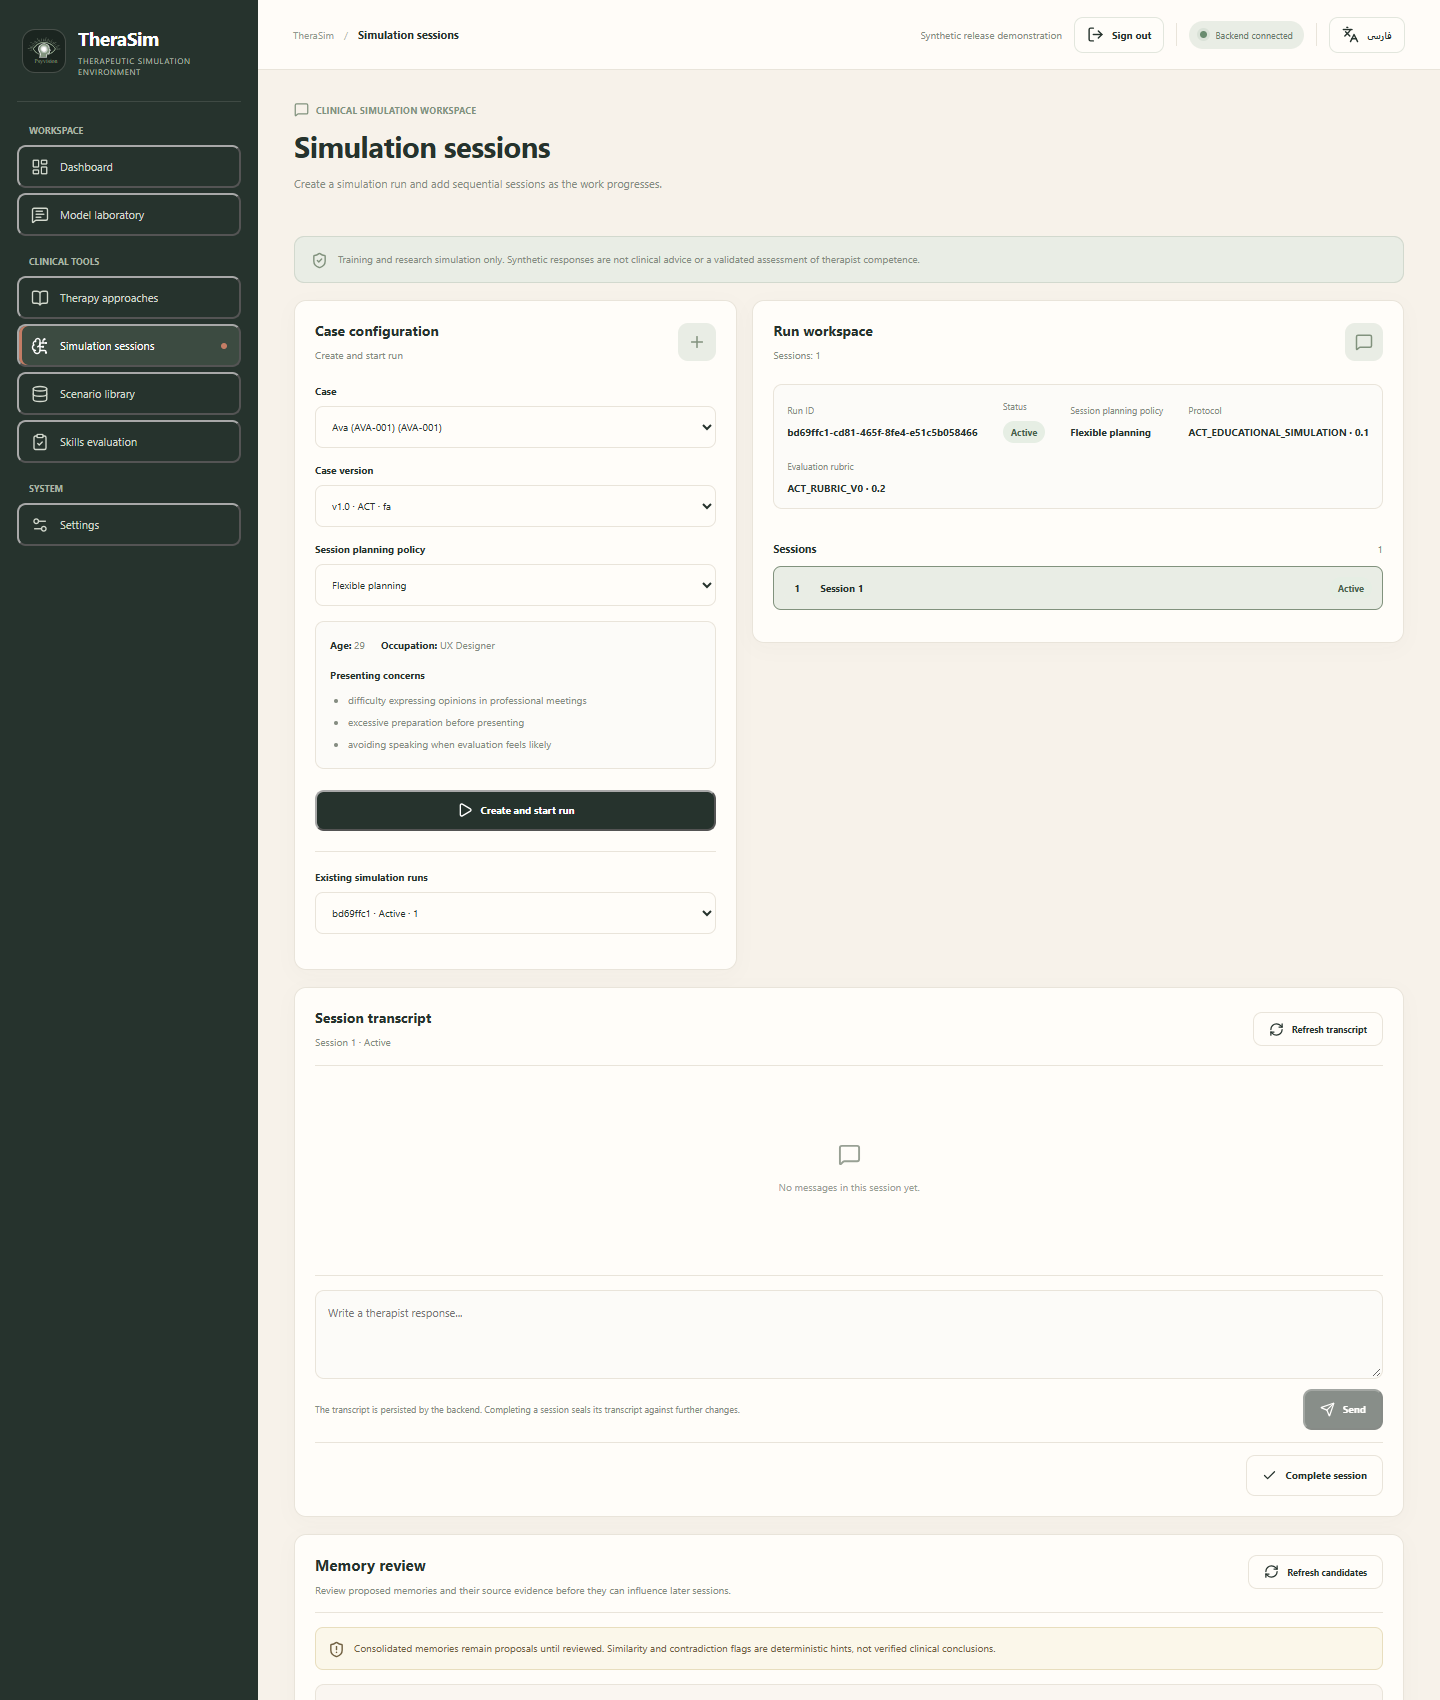 TheraSim
THERAPEUTIC SIMULATION
ENVIRONMENT
WORKSPACE
Dashboard
Model laboratory
CLINICAL TOOLS
Therapy approaches
Simulation sessions
Scenario library
Skills evaluation
SYSTEM
Settings
TheraSim / Simulation sessions
Synthetic release demonstration
Sign out
Backend connected
فارسی
CLINICAL SIMULATION WORKSPACE
Simulation sessions
Create a simulation run and add sequential sessions as the work progresses.
Training and research simulation only. Synthetic responses are not clinical advice or a validated assessment of therapist competence.
Case configuration
Create and start run
Case
Ava (AVA-001) (AVA-001)
Case version
v1.0 · ACT · fa
Session planning policy
Flexible planning
Age: 29 Occupation: UX Designer
Presenting concerns
difficulty expressing opinions in professional meetings
excessive preparation before presenting
avoiding speaking when evaluation feels likely
Create and start run
Existing simulation runs
bd69ffc1 · Active · 1
Run workspace
Sessions: 1
Run ID
bd69ffc1-cd81-465f-8fe4-e51c5b058466
Status
Active
Session planning policy
Flexible planning
Protocol
ACT_EDUCATIONAL_SIMULATION · 0.1
Evaluation rubric
ACT_RUBRIC_V0 · 0.2
Sessions 1
1 Session 1 Active
Session transcript
Session 1 · Active
Refresh transcript
No messages in this session yet.
Write a therapist response...
The transcript is persisted by the backend. Completing a session seals its transcript against further changes.
Send
Complete session
Memory review
Review proposed memories and their source evidence before they can influence later sessions.
Refresh candidates
Consolidated memories remain proposals until reviewed. Similarity and contradiction flags are deterministic hints, not verified clinical conclusions.